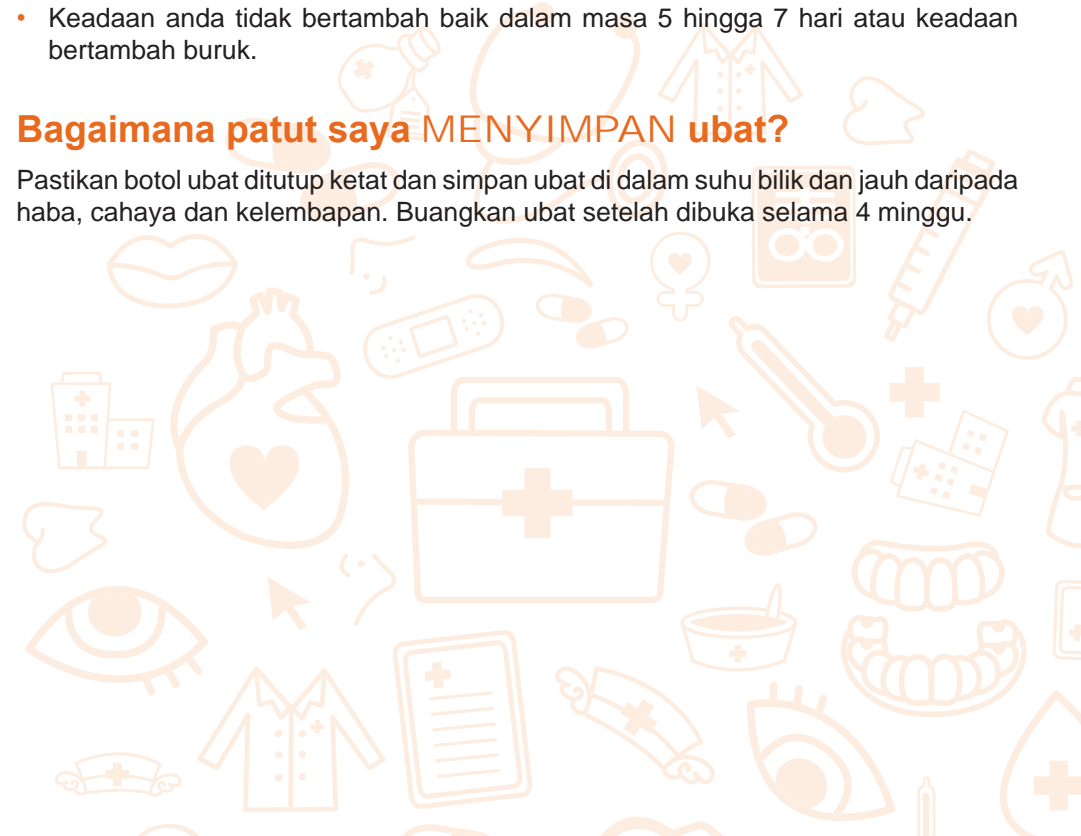 • Keadaan anda tidak bertambah baik dalam masa 5 hingga 7 hari atau keadaan
bertambah buruk.
Bagaimana patut saya MENYIMPAN ubat?
Pastikan botol ubat ditutup ketat dan simpan ubat di dalam suhu bilik dan jauh daripada
haba, cahaya dan kelembapan. Buangkan ubat setelah dibuka selama 4 minggu.